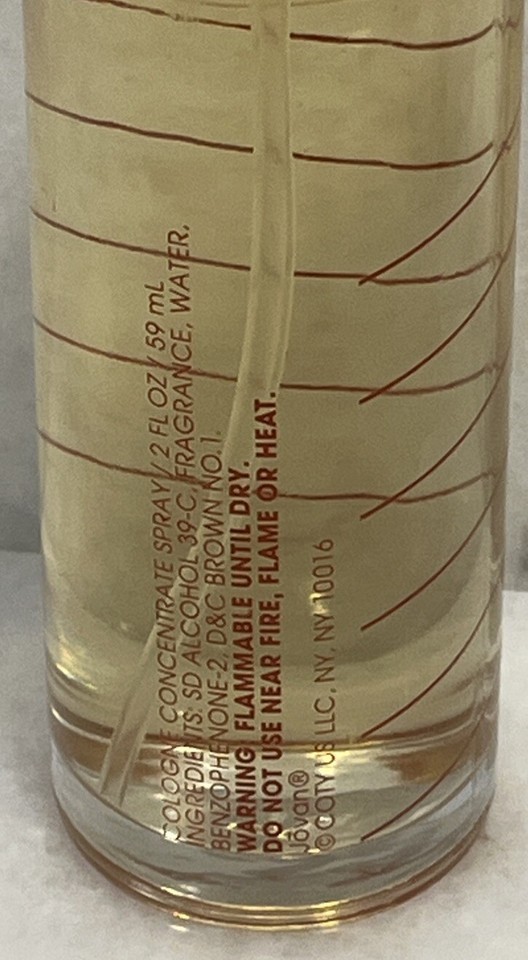 COLOGNE CONCENTRATE SPRAY / 2 FL OZ / 59 mL
INGREDIENTS: SD ALCOHOL 39-C, FRAGRANCE, WATER,
BENZOPHENONE-2, D&C BROWN NO.1.
WARNING: FLAMMABLE UNTIL DRY.
DO NOT USE NEAR FIRE, FLAME OR HEAT.
Jōvan®
© COTY US LLC, NY, NY 10016